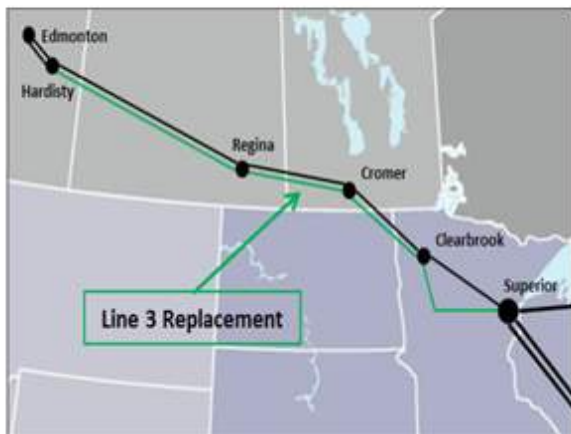 Edmonton
Hardisty
Regina
Cromer
Clearbrook
Superior
Line 3 Replacement